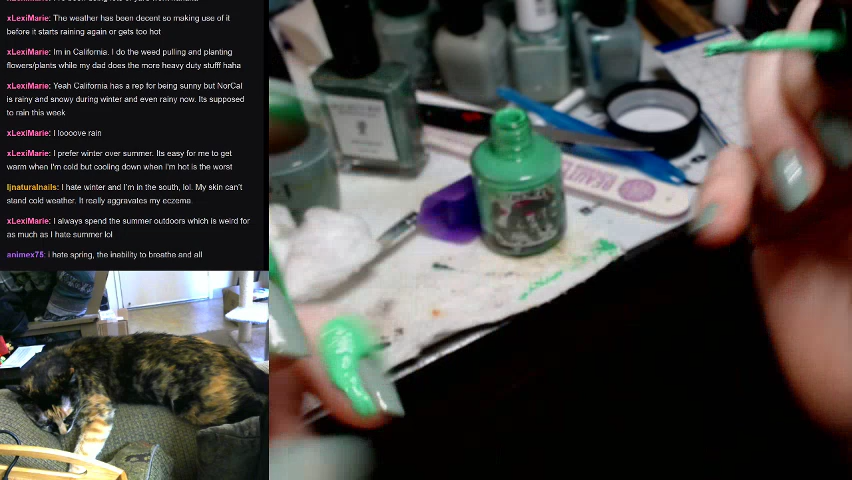 xLexiMarie: The weather has been decent so making use of it
before it starts raining again or gets too hot
xLexiMarie: Im in California. I do the weed pulling and planting
flowers/plants while my dad does the more heavy duty stufff haha
xLexiMarie: Yeah California has a rep for being sunny but NorCal
is rainy and snowy during winter and even rainy now. Its supposed
to rain this week
xLexiMarie: I loooove rain
xLexiMarie: I prefer winter over summer. Its easy for me to get
warm when I'm cold but cooling down when I'm hot is the worst
ljnaturalnails: I hate winter and I'm in the south, lol. My skin can't
stand cold weather. It really aggravates my eczema.
xLexiMarie: I always spend the summer outdoors which is weird for
as much as I hate summer lol
animex75: i hate spring, the inability to breathe and all
BEAUTY